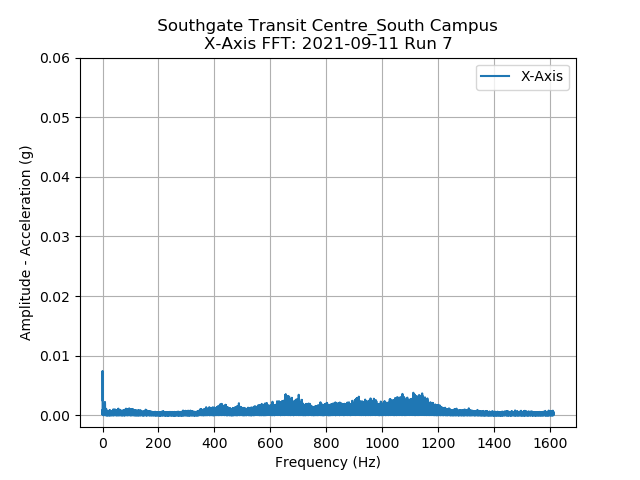 Southgate Transit Centre_South Campus
X-Axis FFT: 2021-09-11 Run 7
X-Axis
0.06
0.05
0.04
0.03
0.02
0.01
0.00
Amplitude - Acceleration (g)
0 200 400 600 800 1000 1200 1400 1600
Frequency (Hz)